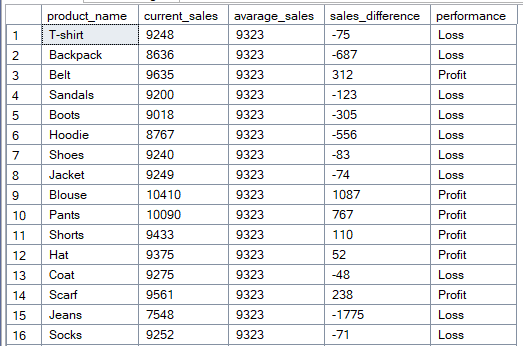 product_name current_sales avarage_sales sales_difference performance
1 T-shirt 9248 9323 -75 Loss
2 Backpack 8636 9323 -687 Loss
3 Belt 9635 9323 312 Profit
4 Sandals 9200 9323 -123 Loss
5 Boots 9018 9323 -305 Loss
6 Hoodie 8767 9323 -556 Loss
7 Shoes 9240 9323 -83 Loss
8 Jacket 9249 9323 -74 Loss
9 Blouse 10410 9323 1087 Profit
10 Pants 10090 9323 767 Profit
11 Shorts 9433 9323 110 Profit
12 Hat 9375 9323 52 Profit
13 Coat 9275 9323 -48 Loss
14 Scarf 9561 9323 238 Profit
15 Jeans 7548 9323 -1775 Loss
16 Socks 9252 9323 -71 Loss